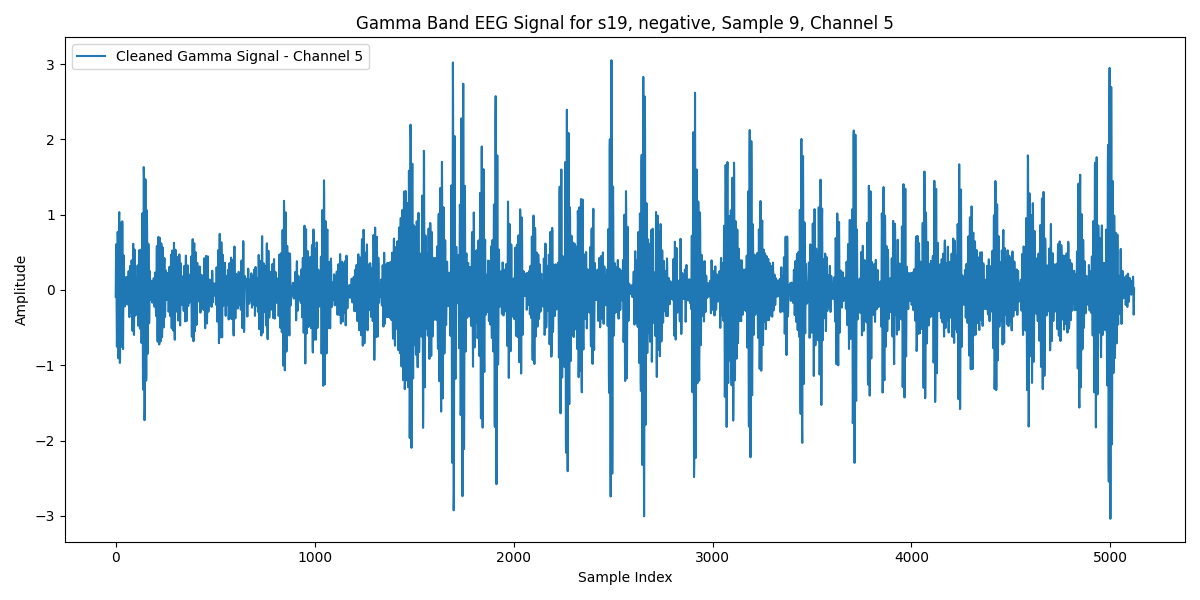 Gamma Band EEG Signal for s19, negative, Sample 9, Channel 5
Cleaned Gamma Signal - Channel 5
3
2
1
0
−1
−2
−3
Amplitude
0 1000 2000 3000 4000 5000
Sample Index